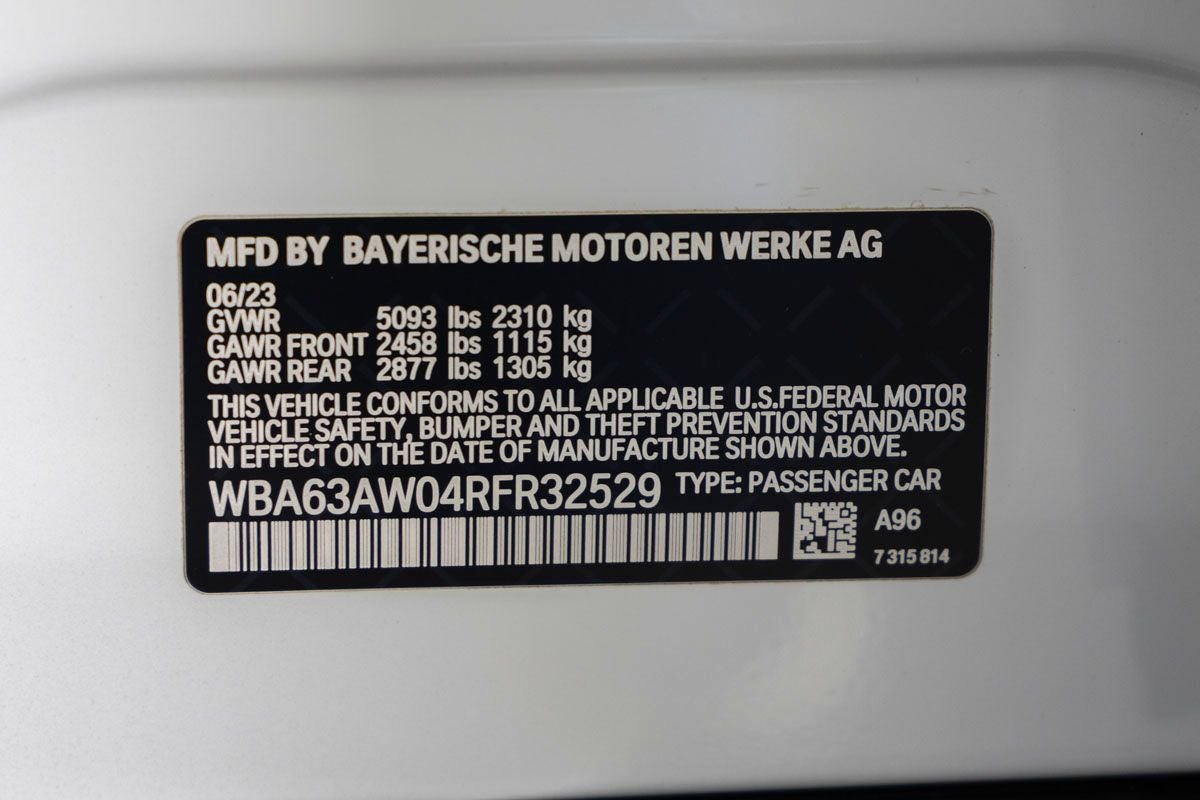 MFD BY BAYERISCHE MOTOREN WERKE AG
06/23
GVWR 5093 lbs 2310 kg
GAWR FRONT 2458 lbs 1115 kg
GAWR REAR 2877 lbs 1305 kg
THIS VEHICLE CONFORMS TO ALL APPLICABLE U.S.FEDERAL MOTOR
VEHICLE SAFETY, BUMPER AND THEFT PREVENTION STANDARDS
IN EFFECT ON THE DATE OF MANUFACTURE SHOWN ABOVE.
WBA63AW04RFR32529 TYPE: PASSENGER CAR
A96
7 315 814